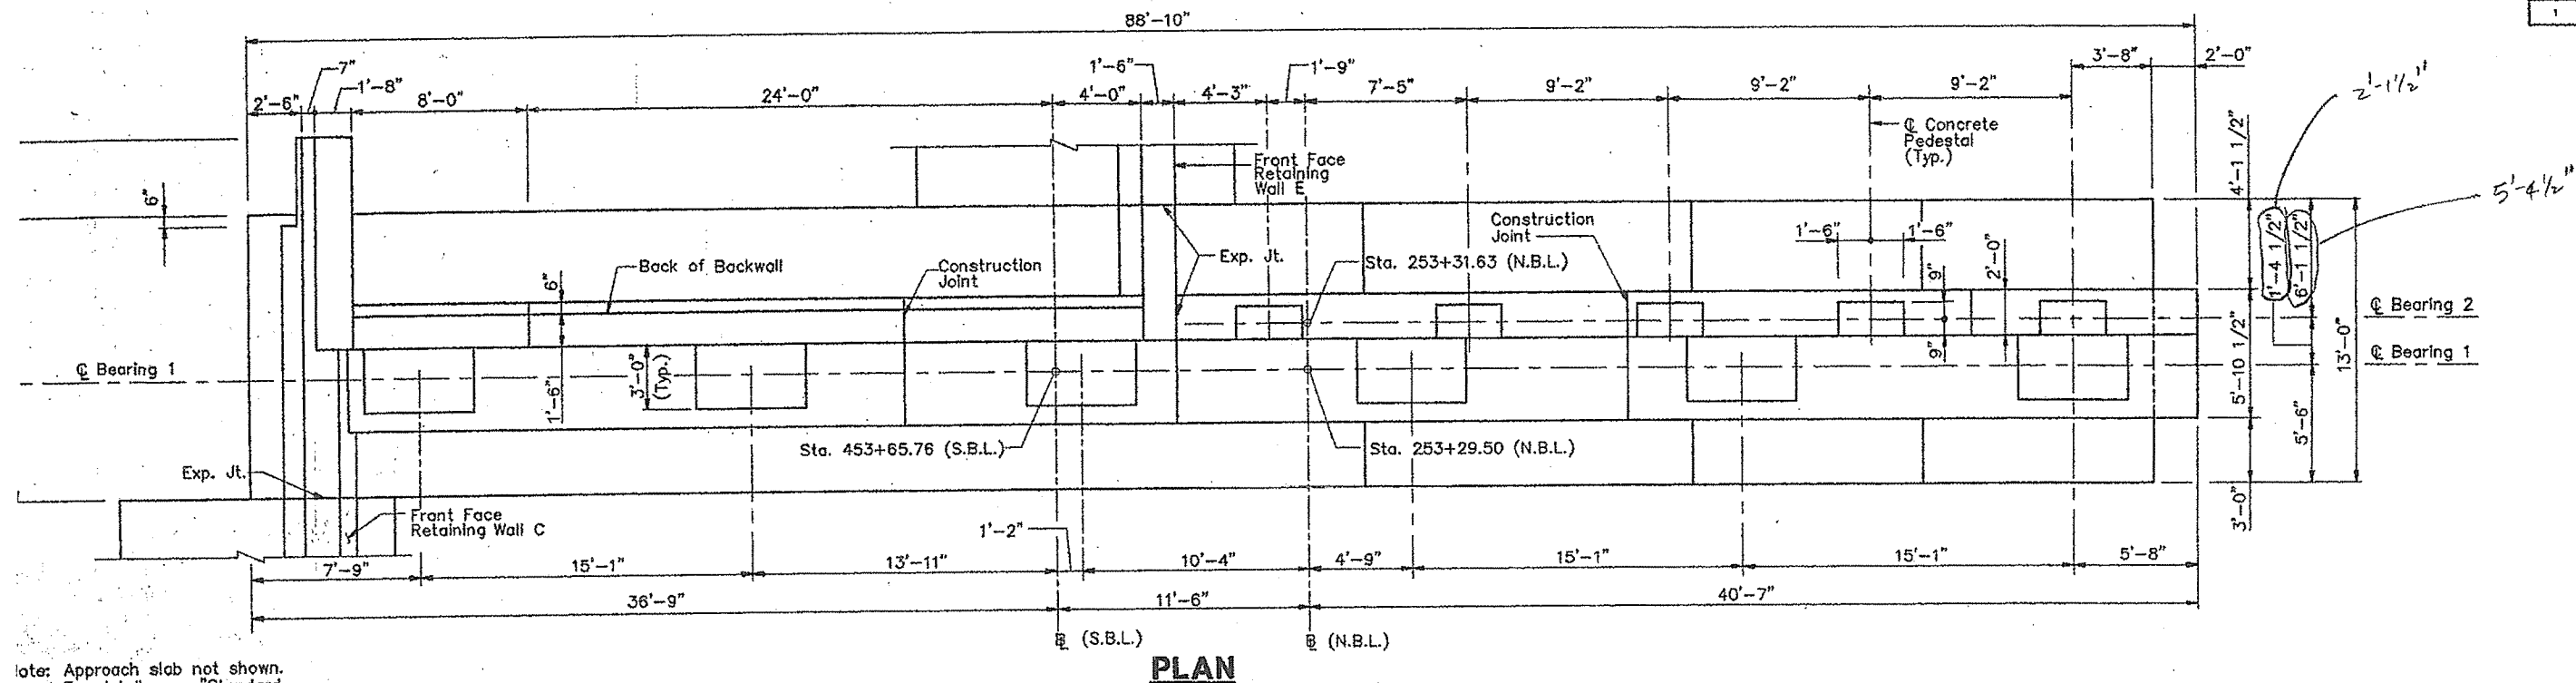 1
88'-10"
7"
1'-8"
2'-6"
8'-0"
24'-0"
4'-0"
1'-6"
4'-3"
1'-9"
7'-5"
9'-2"
9'-2"
9'-2"
3'-8"
2'-0"
2'-1½"
5'-4½"
℄ Concrete
Pedestal
(Typ.)
Front Face
Retaining
Wall E
6"
4'-1 1/2"
1'-4 1/2"
6'-1 1/2"
Construction
Joint
1'-6"
1'-6"
2'-0"
9"
9"
Exp. Jt.
Sta. 253+31.63 (N.B.L.)
Back of Backwall
Construction
Joint
6"
℄ Bearing 2
℄ Bearing 1
℄ Bearing 1
1'-6"
3'-0"
(Typ.)
5'-10 1/2"
13'-0"
5'-6"
3'-0"
Sta. 453+65.76 (S.B.L.)
Sta. 253+29.50 (N.B.L.)
Exp. Jt.
Front Face
Retaining Wall C
1'-2"
7'-9"
15'-1"
13'-11"
10'-4"
4'-9"
15'-1"
15'-1"
5'-8"
36'-9"
11'-6"
40'-7"
(S.B.L.)
(N.B.L.)
PLAN
ote: Approach slab not shown.